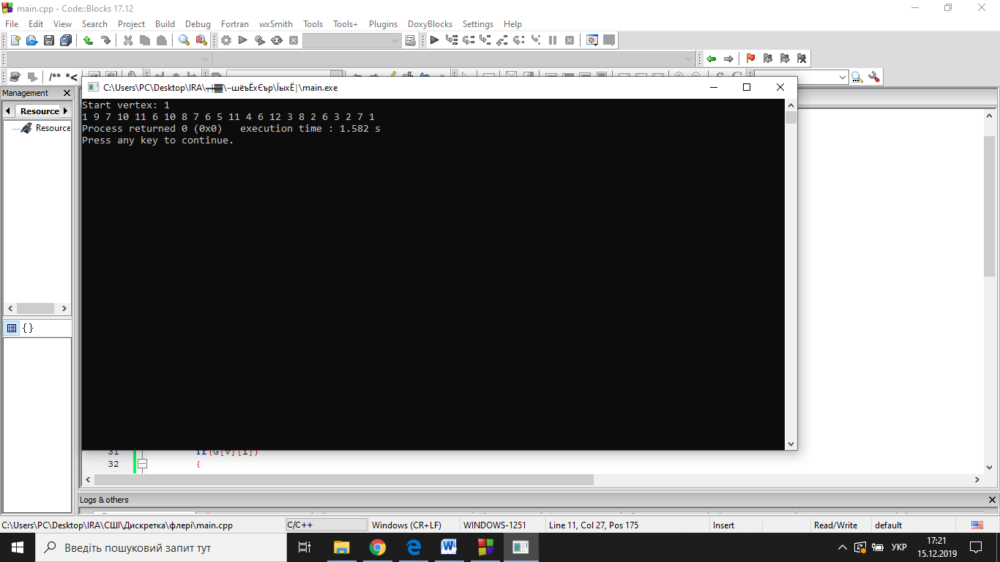 main.cpp - Code::Blocks 17.12
File Edit View Search Project Build Debug Fortran wxSmith Tools Tools+ Plugins DoxyBlocks Settings Help
/** *<
Management
Resource
Resource
C:\Users\PC\Desktop\IRA\┬╫▓\─шёъЁхЄър\ЇыхЁ│\main.exe
Start vertex: 1
1 9 7 10 11 6 10 8 7 6 5 11 4 6 12 3 8 2 6 3 2 7 1
Process returned 0 (0x0)   execution time : 1.582 s
Press any key to continue.
31 if(G[v][i])
32 {
Logs & others
C:\Users\PC\Desktop\IRA\СШІ\Дискретка\флері\main.cpp C/C++ Windows (CR+LF) WINDOWS-1251 Line 11, Col 27, Pos 175 Insert Read/Write default
Введіть пошуковий запит тут
УКР
17:21
15.12.2019